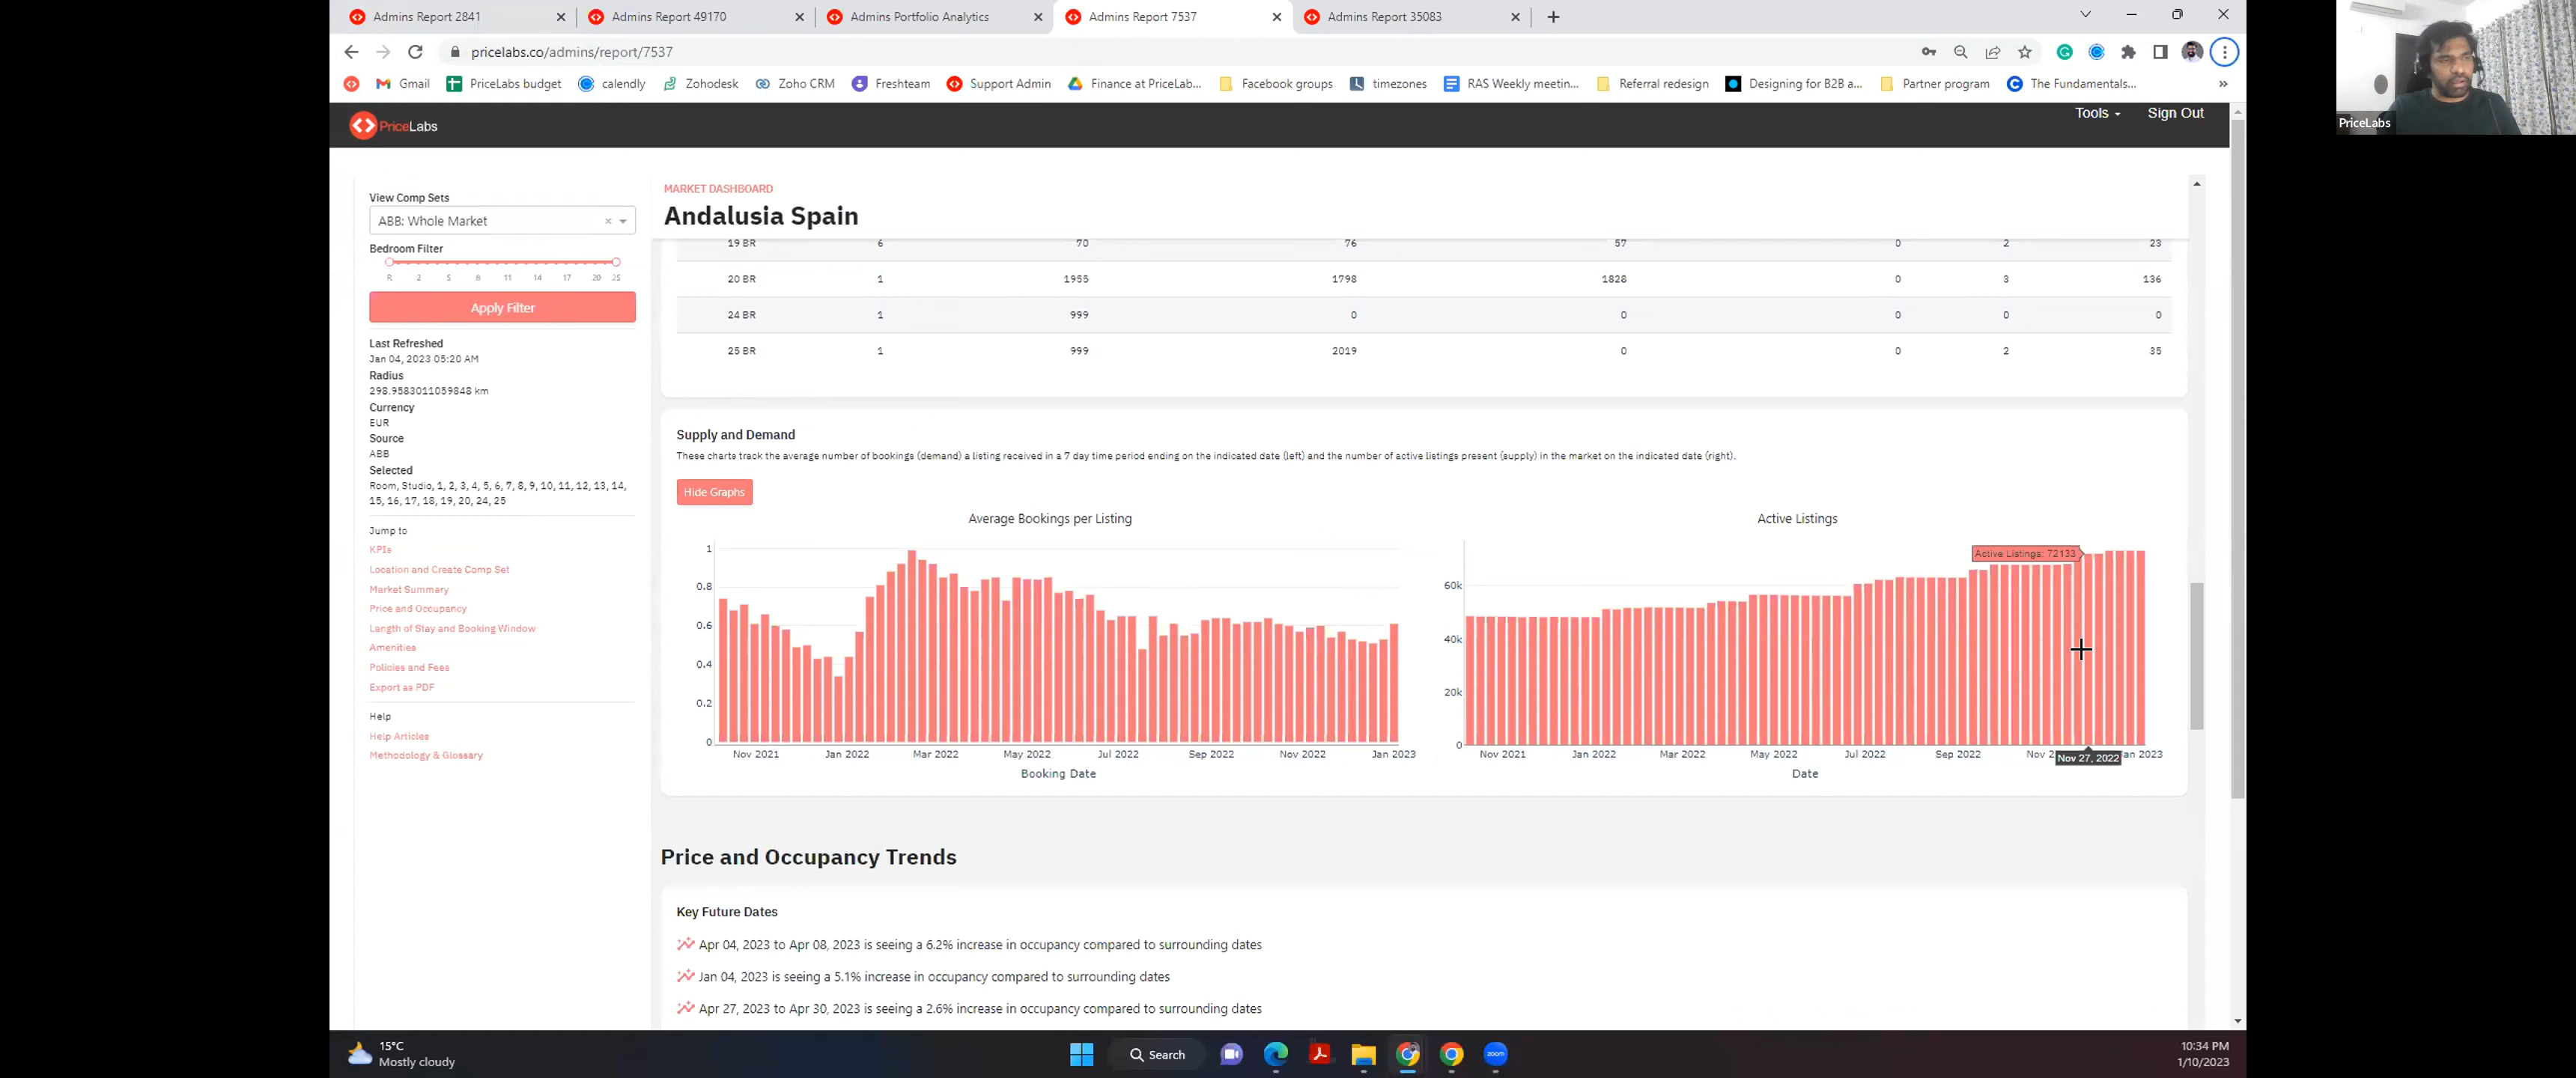 Admins Report 2841
Admins Report 49170
Admins Portfolio Analytics
Admins Report 7537
Admins Report 35083
pricelabs.co/admins/report/7537
Gmail
PriceLabs budget
calendly
Zohodesk
Zoho CRM
Freshteam
Support Admin
Finance at PriceLab...
Facebook groups
timezones
RAS Weekly meetin...
Referral redesign
Designing for B2B a...
Partner program
The Fundamentals...
PriceLabs
PriceLabs
Tools
Sign Out
View Comp Sets
ABB: Whole Market
Bedroom Filter
R 2 5 8 11 14 17 20 25
Apply Filter
Last Refreshed
Jan 04, 2023 05:20 AM
Radius
298.9583011059848 km
Currency
EUR
Source
ABB
Selected
Room, Studio, 1, 2, 3, 4, 5, 6, 7, 8, 9, 10, 11, 12, 13, 14,
15, 16, 17, 18, 19, 20, 24, 25
Jump to
KPIs
Location and Create Comp Set
Market Summary
Price and Occupancy
Length of Stay and Booking Window
Amenities
Policies and Fees
Export as PDF
Help
Help Articles
Methodology & Glossary
MARKET DASHBOARD
Andalusia Spain
19 BR 6 70 76 57 0 2 23
20 BR 1 1955 1798 1828 0 3 136
24 BR 1 999 0 0 0 0 0
25 BR 1 999 2019 0 0 2 35
Supply and Demand
These charts track the average number of bookings (demand) a listing received in a 7 day time period ending on the indicated date (left) and the number of active listings present (supply) in the market on the indicated date (right).
Hide Graphs
Average Bookings per Listing
1
0.8
0.6
0.4
0.2
0
Nov 2021 Jan 2022 Mar 2022 May 2022 Jul 2022 Sep 2022 Nov 2022 Jan 2023
Booking Date
Active Listings
Active Listings: 72133
60k
40k
20k
0
Nov 2021 Jan 2022 Mar 2022 May 2022 Jul 2022 Sep 2022 Nov 2 Nov 27, 2022 an 2023
Date
Price and Occupancy Trends
Key Future Dates
Apr 04, 2023 to Apr 08, 2023 is seeing a 6.2% increase in occupancy compared to surrounding dates
Jan 04, 2023 is seeing a 5.1% increase in occupancy compared to surrounding dates
Apr 27, 2023 to Apr 30, 2023 is seeing a 2.6% increase in occupancy compared to surrounding dates
15°C
Mostly cloudy
Search
zoom
10:34 PM
1/10/2023